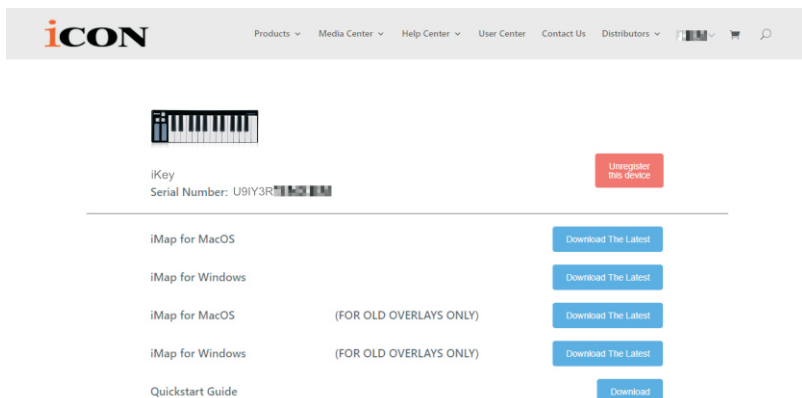 iCON
Products Media Center Help Center User Center Contact Us Distributors
iKey
Unregister
this device
Serial Number: U9IY3R
iMap for MacOS Download The Latest
iMap for Windows Download The Latest
iMap for MacOS (FOR OLD OVERLAYS ONLY) Download The Latest
iMap for Windows (FOR OLD OVERLAYS ONLY) Download The Latest
Quickstart Guide Download